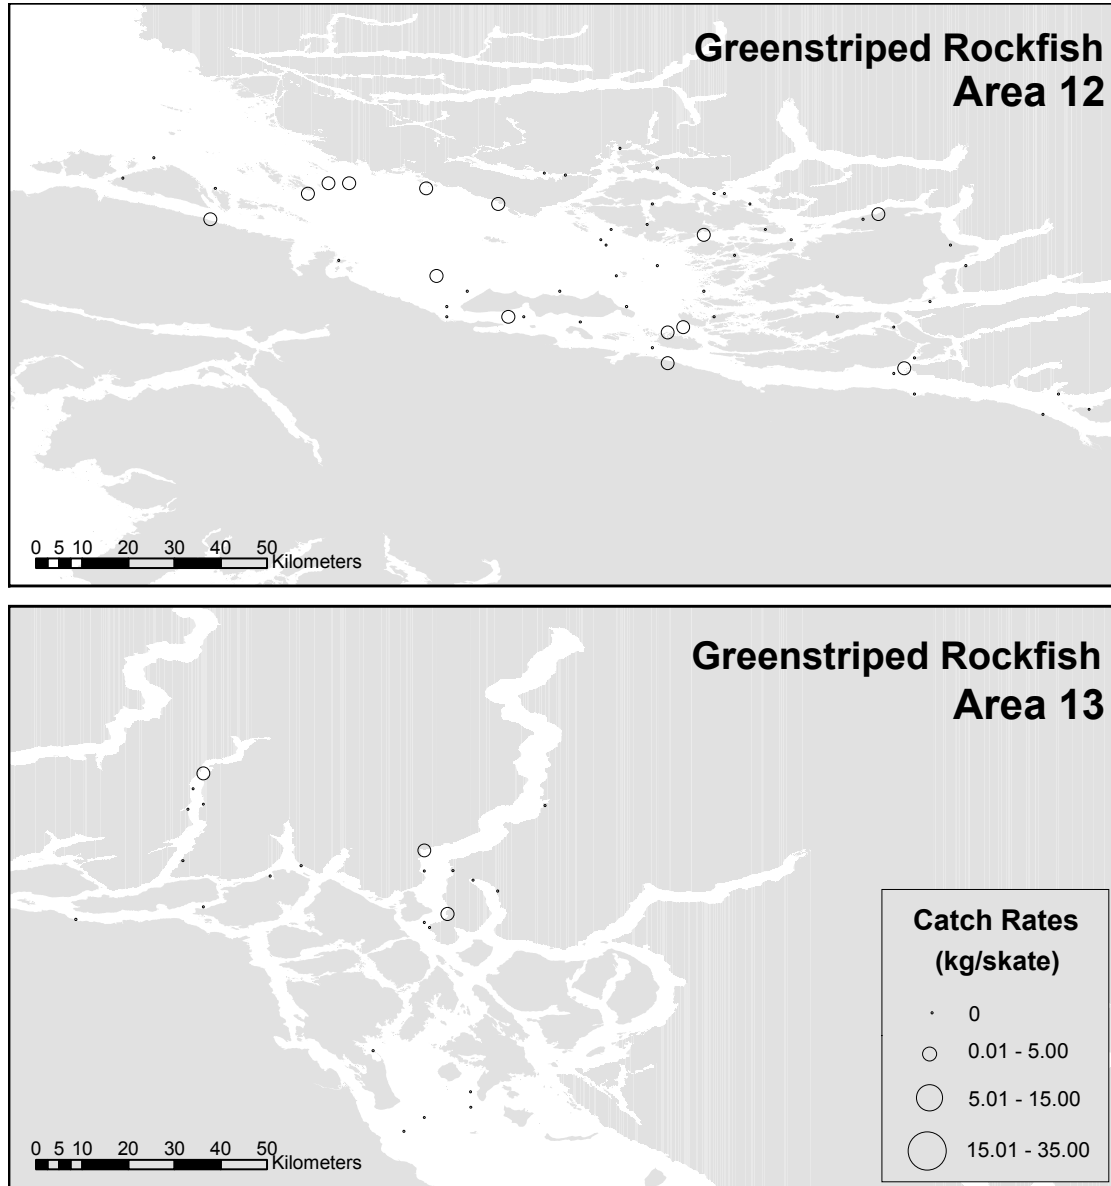 Greenstriped Rockfish
Area 12
0 5 10 20 30 40 50
Kilometers
Greenstriped Rockfish
Area 13
Catch Rates
(kg/skate)
0
0.01 - 5.00
5.01 - 15.00
15.01 - 35.00
0 5 10 20 30 40 50
Kilometers